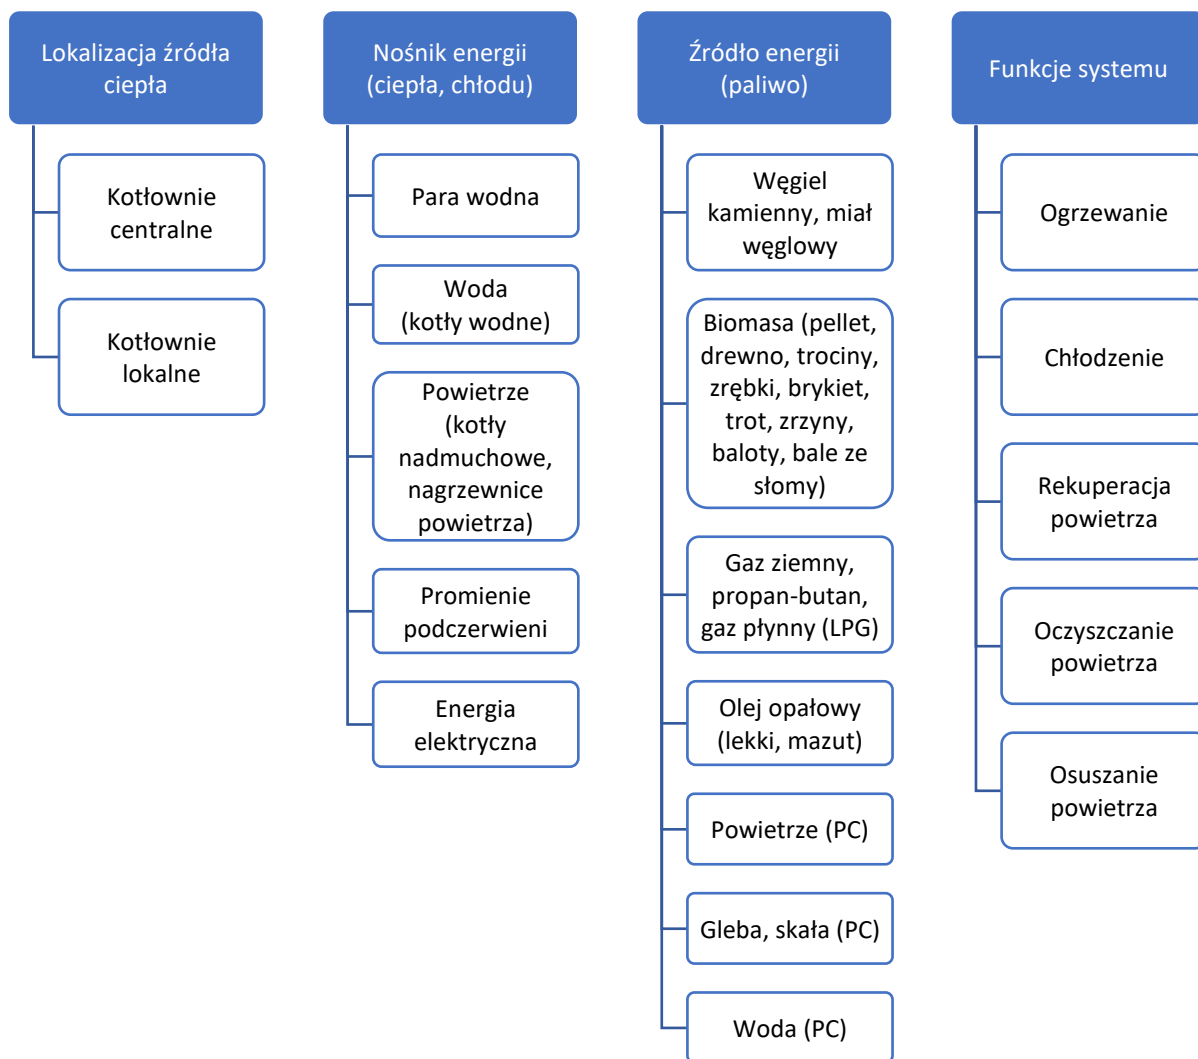 Lokalizacja źródła
ciepła
Kotłownie
centralne
Kotłownie
lokalne
Nośnik energii
(ciepła, chłodu)
Para wodna
Woda
(kotły wodne)
Powietrze
(kotły
nadmuchowe,
nagrzewnice
powietrza)
Promienie
podczerwieni
Energia
elektryczna
Źródło energii
(paliwo)
Węgiel
kamienny, miał
węglowy
Biomasa (pellet,
drewno, trociny,
zrębki, brykiet,
trot, zrzyny,
baloty, bale ze
słomy)
Gaz ziemny,
propan-butan,
gaz płynny (LPG)
Olej opałowy
(lekki, mazut)
Powietrze (PC)
Gleba, skała (PC)
Woda (PC)
Funkcje systemu
Ogrzewanie
Chłodzenie
Rekuperacja
powietrza
Oczyszczanie
powietrza
Osuszanie
powietrza